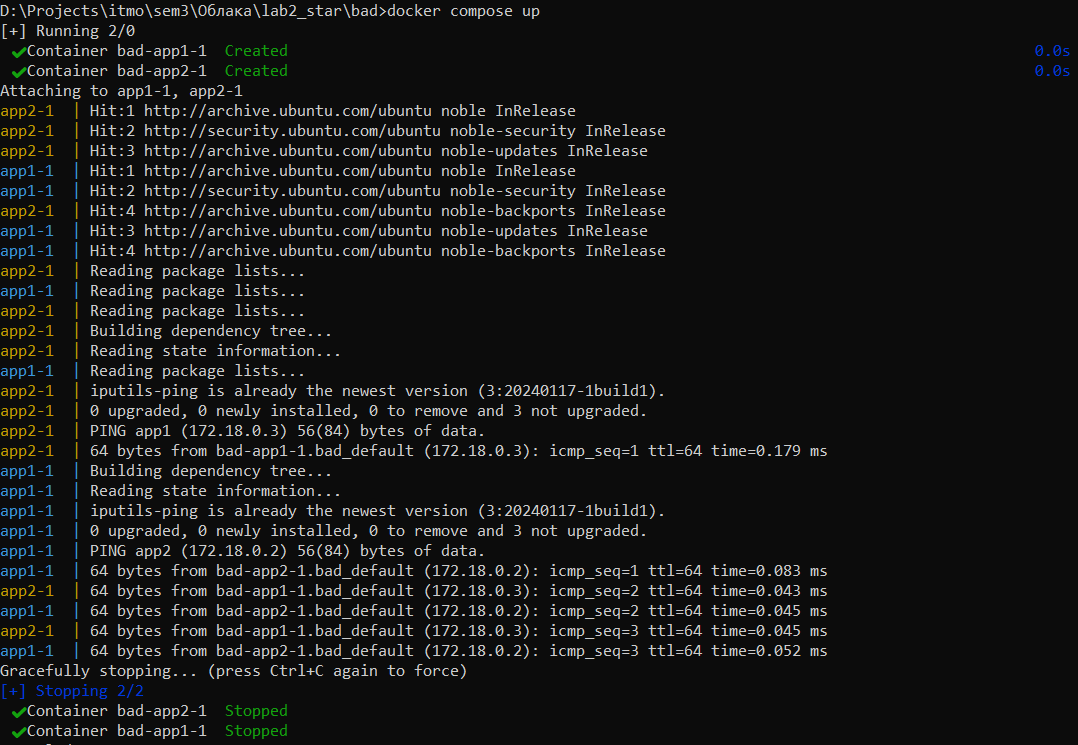 D:\Projects\itmo\sem3\Облака\lab2_star\bad>docker compose up
[+] Running 2/0
✔Container bad-app1-1  Created 0.0s
✔Container bad-app2-1  Created 0.0s
Attaching to app1-1, app2-1
app2-1  | Hit:1 http://archive.ubuntu.com/ubuntu noble InRelease
app2-1  | Hit:2 http://security.ubuntu.com/ubuntu noble-security InRelease
app2-1  | Hit:3 http://archive.ubuntu.com/ubuntu noble-updates InRelease
app1-1  | Hit:1 http://archive.ubuntu.com/ubuntu noble InRelease
app1-1  | Hit:2 http://security.ubuntu.com/ubuntu noble-security InRelease
app2-1  | Hit:4 http://archive.ubuntu.com/ubuntu noble-backports InRelease
app1-1  | Hit:3 http://archive.ubuntu.com/ubuntu noble-updates InRelease
app1-1  | Hit:4 http://archive.ubuntu.com/ubuntu noble-backports InRelease
app2-1  | Reading package lists...
app1-1  | Reading package lists...
app2-1  | Reading package lists...
app2-1  | Building dependency tree...
app2-1  | Reading state information...
app1-1  | Reading package lists...
app2-1  | iputils-ping is already the newest version (3:20240117-1build1).
app2-1  | 0 upgraded, 0 newly installed, 0 to remove and 3 not upgraded.
app2-1  | PING app1 (172.18.0.3) 56(84) bytes of data.
app2-1  | 64 bytes from bad-app1-1.bad_default (172.18.0.3): icmp_seq=1 ttl=64 time=0.179 ms
app1-1  | Building dependency tree...
app1-1  | Reading state information...
app1-1  | iputils-ping is already the newest version (3:20240117-1build1).
app1-1  | 0 upgraded, 0 newly installed, 0 to remove and 3 not upgraded.
app1-1  | PING app2 (172.18.0.2) 56(84) bytes of data.
app1-1  | 64 bytes from bad-app2-1.bad_default (172.18.0.2): icmp_seq=1 ttl=64 time=0.083 ms
app2-1  | 64 bytes from bad-app1-1.bad_default (172.18.0.3): icmp_seq=2 ttl=64 time=0.043 ms
app1-1  | 64 bytes from bad-app2-1.bad_default (172.18.0.2): icmp_seq=2 ttl=64 time=0.045 ms
app2-1  | 64 bytes from bad-app1-1.bad_default (172.18.0.3): icmp_seq=3 ttl=64 time=0.045 ms
app1-1  | 64 bytes from bad-app2-1.bad_default (172.18.0.2): icmp_seq=3 ttl=64 time=0.052 ms
Gracefully stopping... (press Ctrl+C again to force)
[+] Stopping 2/2
✔Container bad-app2-1  Stopped
✔Container bad-app1-1  Stopped